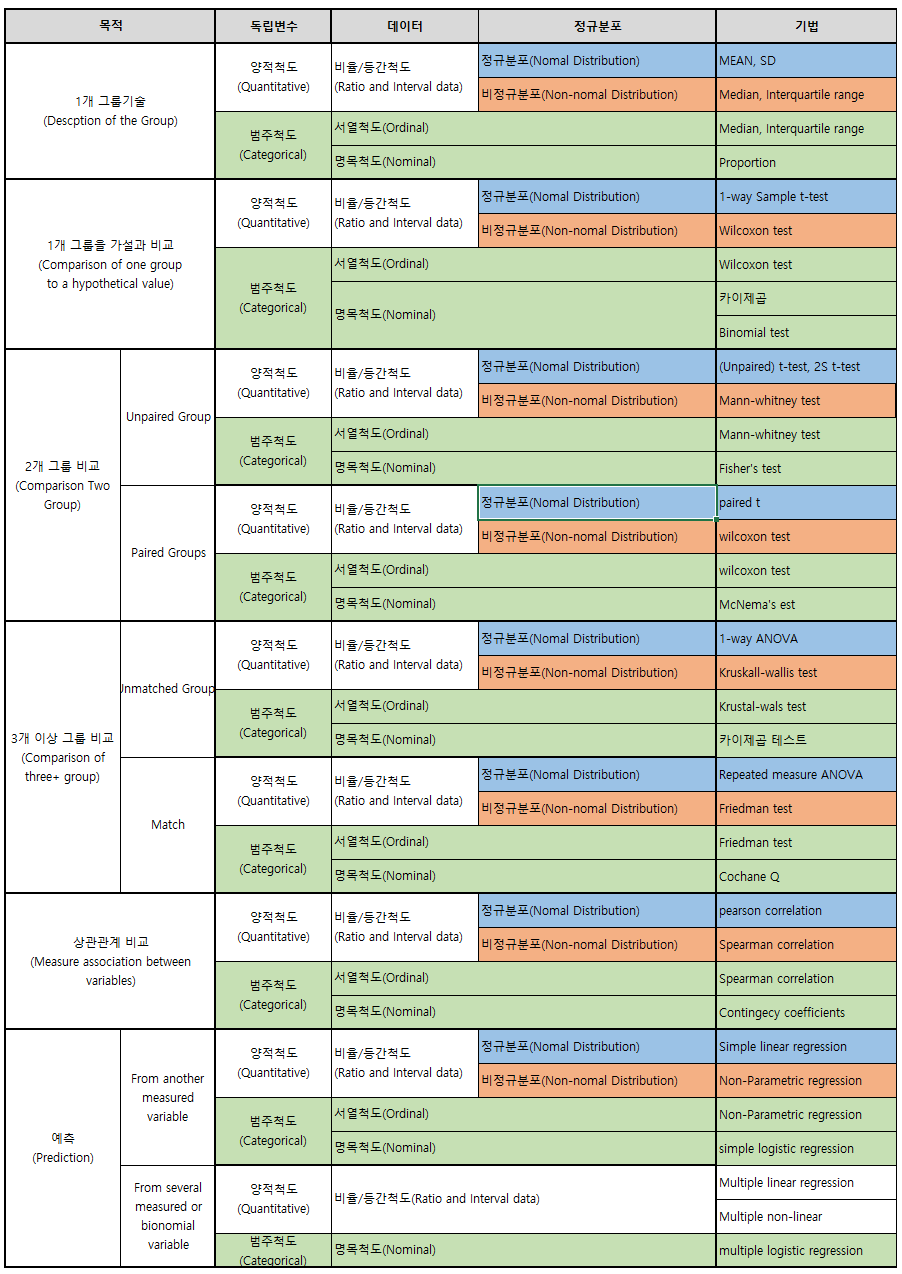 목적 독립변수 데이터 정규분포 기법
1개 그룹기술
(Descption of the Group)
양적척도
(Quantitative)
비율/등간척도
(Ratio and Interval data)
정규분포(Nomal Distribution) MEAN, SD
비정규분포(Non-nomal Distribution) Median, Interquartile range
범주척도
(Categorical)
서열척도(Ordinal) Median, Interquartile range
명목척도(Nominal) Proportion
1개 그룹을 가설과 비교
(Comparison of one group
to a hypothetical value)
양적척도
(Quantitative)
비율/등간척도
(Ratio and Interval data)
정규분포(Nomal Distribution) 1-way Sample t-test
비정규분포(Non-nomal Distribution) Wilcoxon test
범주척도
(Categorical)
서열척도(Ordinal) Wilcoxon test
명목척도(Nominal) 카이제곱
Binomial test
2개 그룹 비교
(Comparison Two
Group)
Unpaired Group
양적척도
(Quantitative)
비율/등간척도
(Ratio and Interval data)
정규분포(Nomal Distribution) (Unpaired) t-test, 2S t-test
비정규분포(Non-nomal Distribution) Mann-whitney test
범주척도
(Categorical)
서열척도(Ordinal) Mann-whitney test
명목척도(Nominal) Fisher's test
Paired Groups
양적척도
(Quantitative)
비율/등간척도
(Ratio and Interval data)
정규분포(Nomal Distribution) paired t
비정규분포(Non-nomal Distribution) wilcoxon test
범주척도
(Categorical)
서열척도(Ordinal) wilcoxon test
명목척도(Nominal) McNema's est
3개 이상 그룹 비교
(Comparison of
three+ group)
Unmatched Group
양적척도
(Quantitative)
비율/등간척도
(Ratio and Interval data)
정규분포(Nomal Distribution) 1-way ANOVA
비정규분포(Non-nomal Distribution) Kruskall-wallis test
범주척도
(Categorical)
서열척도(Ordinal) Krustal-wals test
명목척도(Nominal) 카이제곱 테스트
Match
양적척도
(Quantitative)
비율/등간척도
(Ratio and Interval data)
정규분포(Nomal Distribution) Repeated measure ANOVA
비정규분포(Non-nomal Distribution) Friedman test
범주척도
(Categorical)
서열척도(Ordinal) Friedman test
명목척도(Nominal) Cochane Q
상관관계 비교
(Measure association between
variables)
양적척도
(Quantitative)
비율/등간척도
(Ratio and Interval data)
정규분포(Nomal Distribution) pearson correlation
비정규분포(Non-nomal Distribution) Spearman correlation
범주척도
(Categorical)
서열척도(Ordinal) Spearman correlation
명목척도(Nominal) Contingecy coefficients
예측
(Prediction)
From another
measured
variable
양적척도
(Quantitative)
비율/등간척도
(Ratio and Interval data)
정규분포(Nomal Distribution) Simple linear regression
비정규분포(Non-nomal Distribution) Non-Parametric regression
범주척도
(Categorical)
서열척도(Ordinal) Non-Parametric regression
명목척도(Nominal) simple logistic regression
From several
measured or
bionomial
variable
양적척도
(Quantitative)
비율/등간척도(Ratio and Interval data) Multiple linear regression
Multiple non-linear
범주척도
(Categorical)
명목척도(Nominal) multiple logistic regression